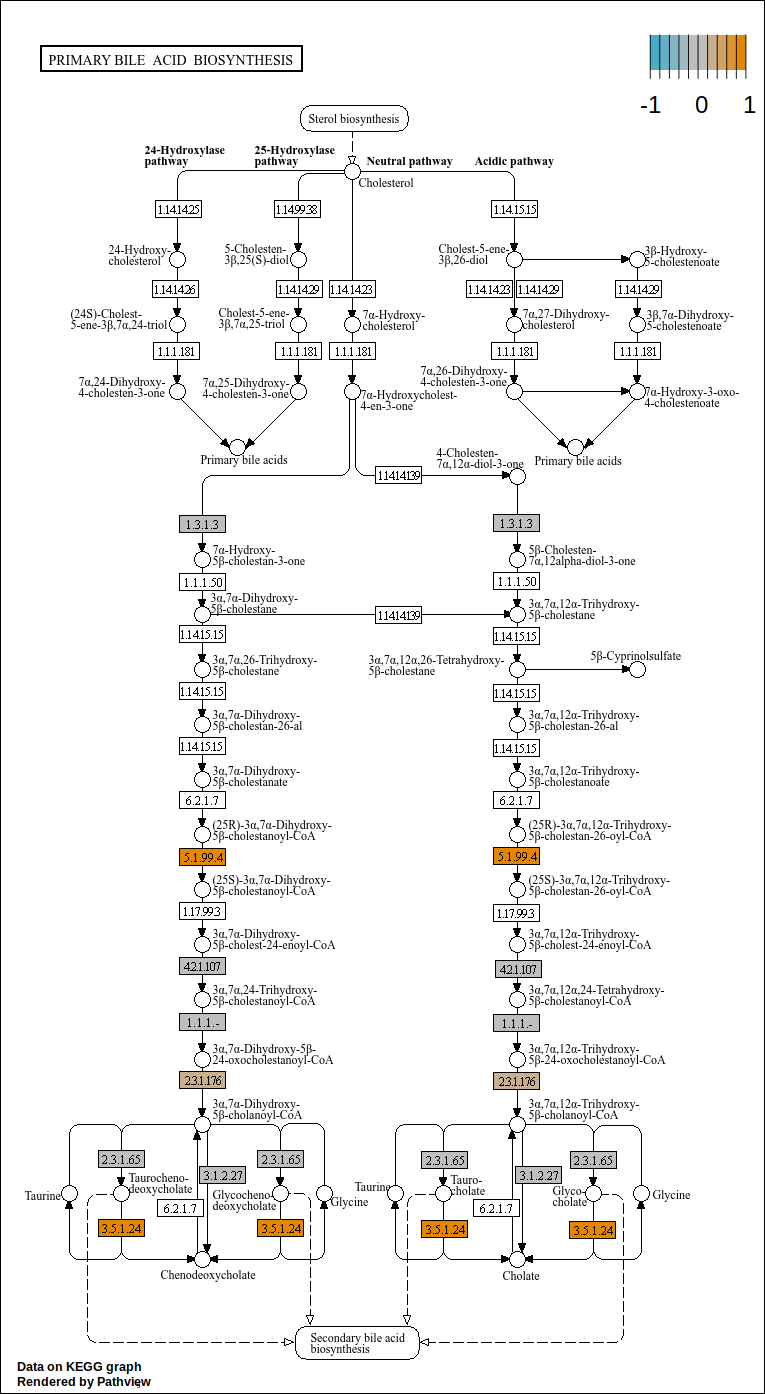 PRIMARY BILE ACID BIOSYNTHESIS
-1 0 1
Sterol biosynthesis
24-Hydroxylase
pathway
25-Hydroxylase
pathway
Neutral pathway
Acidic pathway
Cholesterol
1.14.14.25
1.14.99.38
1.14.15.15
24-Hydroxy-
cholesterol
5-Cholesten-
3β,25(S)-diol
Cholest-5-ene-
3β,26-diol
3β-Hydroxy-
5-cholestenoate
1.14.14.26
1.14.14.29
1.14.14.23
1.14.14.23
1.14.14.29
1.14.14.29
(24S)-Cholest-
5-ene-3β,7α,24-triol
Cholest-5-ene-
3β,7α,25-triol
7α-Hydroxy-
cholesterol
7α,27-Dihydroxy-
cholesterol
3β,7α-Dihydroxy-
5-cholestenoate
1.1.1.181
1.1.1.181
1.1.1.181
1.1.1.181
1.1.1.181
7α,24-Dihydroxy-
4-cholesten-3-one
7α,25-Dihydroxy-
4-cholesten-3-one
7α-Hydroxycholest-
4-en-3-one
7α,26-Dihydroxy-
4-cholesten-3-one
7α-Hydroxy-3-oxo-
4-cholestenoate
Primary bile acids
Primary bile acids
4-Cholesten-
7α,12α-diol-3-one
1.14.14.139
1.3.1.3
1.3.1.3
7α-Hydroxy-
5β-cholestan-3-one
5β-Cholesten-
7α,12alpha-diol-3-one
1.1.1.50
1.1.1.50
3α,7α-Dihydroxy-
5β-cholestane
1.14.14.139
3α,7α,12α-Trihydroxy-
5β-cholestane
1.14.15.15
1.14.15.15
3α,7α,26-Trihydroxy-
5β-cholestane
3α,7α,12α,26-Tetrahydroxy-
5β-cholestane
5β-Cyprinolsulfate
1.14.15.15
1.14.15.15
3α,7α-Dihydroxy-
5β-cholestan-26-al
3α,7α,12α-Trihydroxy-
5β-cholestan-26-al
1.14.15.15
1.14.15.15
3α,7α-Dihydroxy-
5β-cholestanate
3α,7α,12α-Trihydroxy-
5β-cholestanoate
6.2.1.7
6.2.1.7
(25R)-3α,7α-Dihydroxy-
5β-cholestanoyl-CoA
(25R)-3α,7α,12α-Trihydroxy-
5β-cholestan-26-oyl-CoA
5.1.99.4
5.1.99.4
(25S)-3α,7α-Dihydroxy-
5β-cholestanoyl-CoA
(25S)-3α,7α,12α-Trihydroxy-
5β-cholestan-26-oyl-CoA
1.17.99.3
1.17.99.3
3α,7α-Dihydroxy-
5β-cholest-24-enoyl-CoA
3α,7α,12α-Trihydroxy-
5β-cholest-24-enoyl-CoA
4.2.1.107
4.2.1.107
3α,7α,24-Trihydroxy-
5β-cholestanoyl-CoA
3α,7α,12α,24-Tetrahydroxy-
5β-cholestanoyl-CoA
1.1.1.-
1.1.1.-
3α,7α-Dihydroxy-5β-
24-oxocholestanoyl-CoA
3α,7α,12α-Trihydroxy-
5β-24-oxocholestanoyl-CoA
2.3.1.176
2.3.1.176
3α,7α-Dihydroxy-
5β-cholanoyl-CoA
3α,7α,12α-Trihydroxy-
5β-cholanoyl-CoA
2.3.1.65
3.1.2.27
2.3.1.65
2.3.1.65
3.1.2.27
2.3.1.65
Taurine
Taurocheno-
deoxycholate
Glycocheno-
deoxycholate
Glycine
Taurine
Tauro-
cholate
Glyco-
cholate
Glycine
6.2.1.7
6.2.1.7
3.5.1.24
3.5.1.24
3.5.1.24
3.5.1.24
Chenodeoxycholate
Cholate
Secondary bile acid
biosynthesis
Data on KEGG graph
Rendered by Pathview